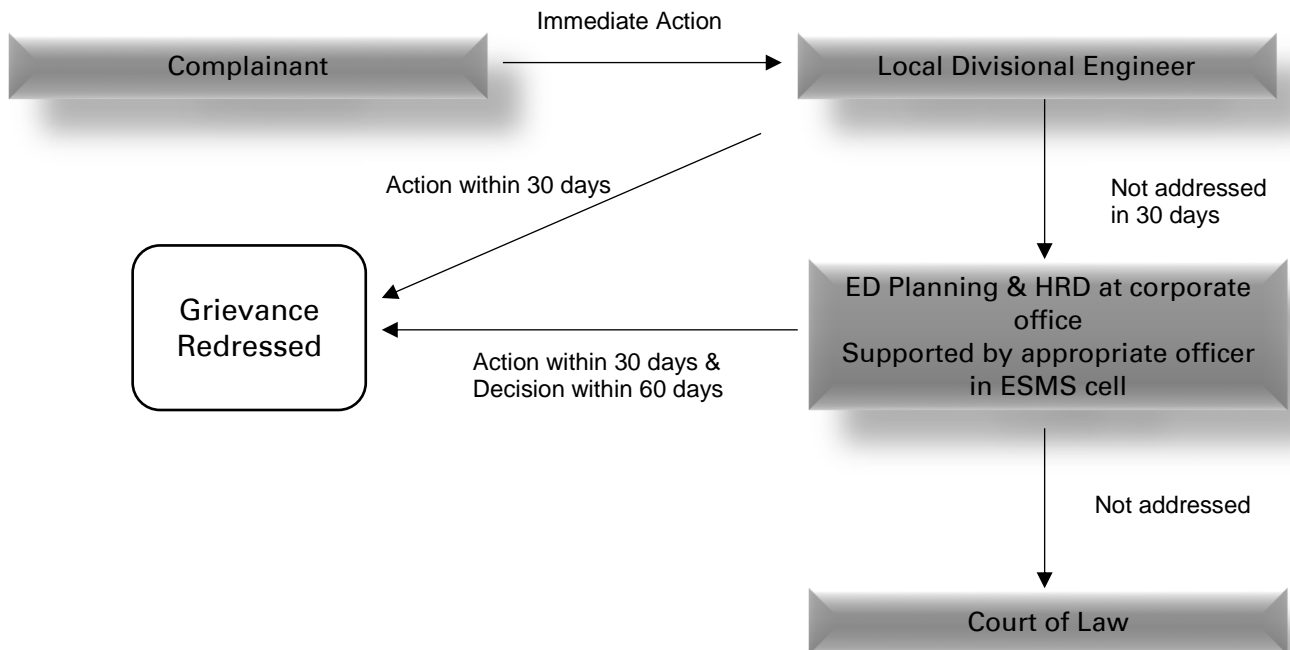 Immediate Action
Complainant
Local Divisional Engineer
Action within 30 days
Not addressed
in 30 days
Grievance
Redressed
ED Planning & HRD at corporate
office
Supported by appropriate officer
in ESMS cell
Action within 30 days &
Decision within 60 days
Not addressed
Court of Law